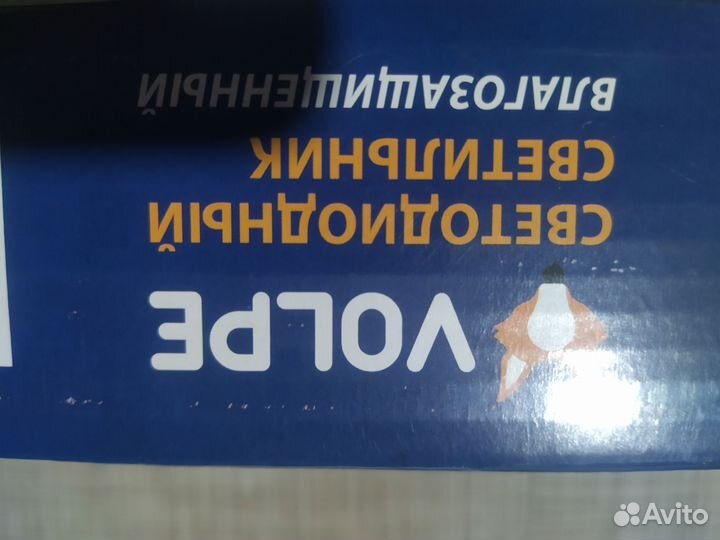 VOLPE
СВЕТОДИОДНЫЙ
СВЕТИЛЬНИК
ВЛАГОЗАЩИЩЕННЫЙ
Avito